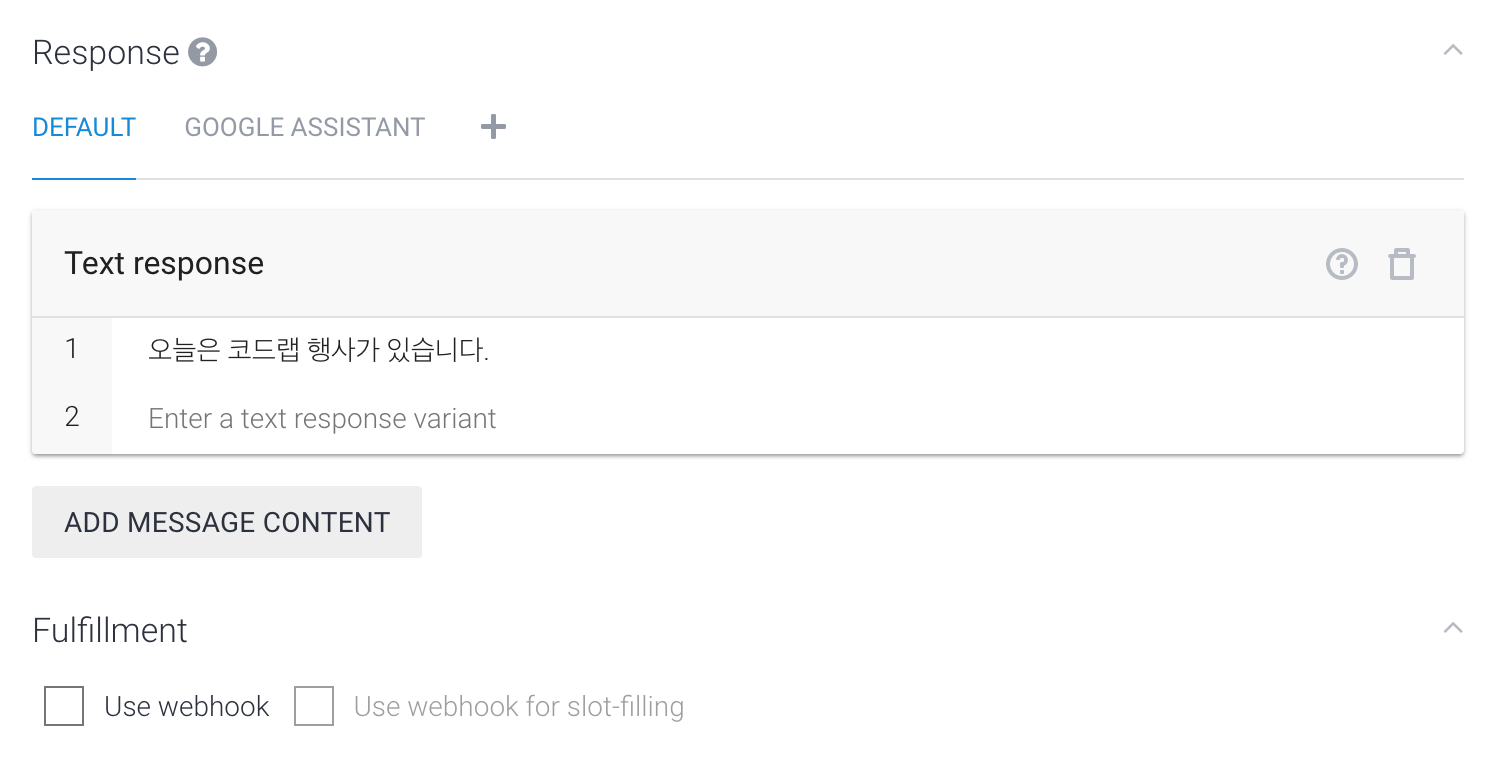 Response ?
DEFAULT GOOGLE ASSISTANT +
Text response ?
1 오늘은 코드랩 행사가 있습니다.
2 Enter a text response variant
ADD MESSAGE CONTENT
Fulfillment
Use webhook Use webhook for slot-filling